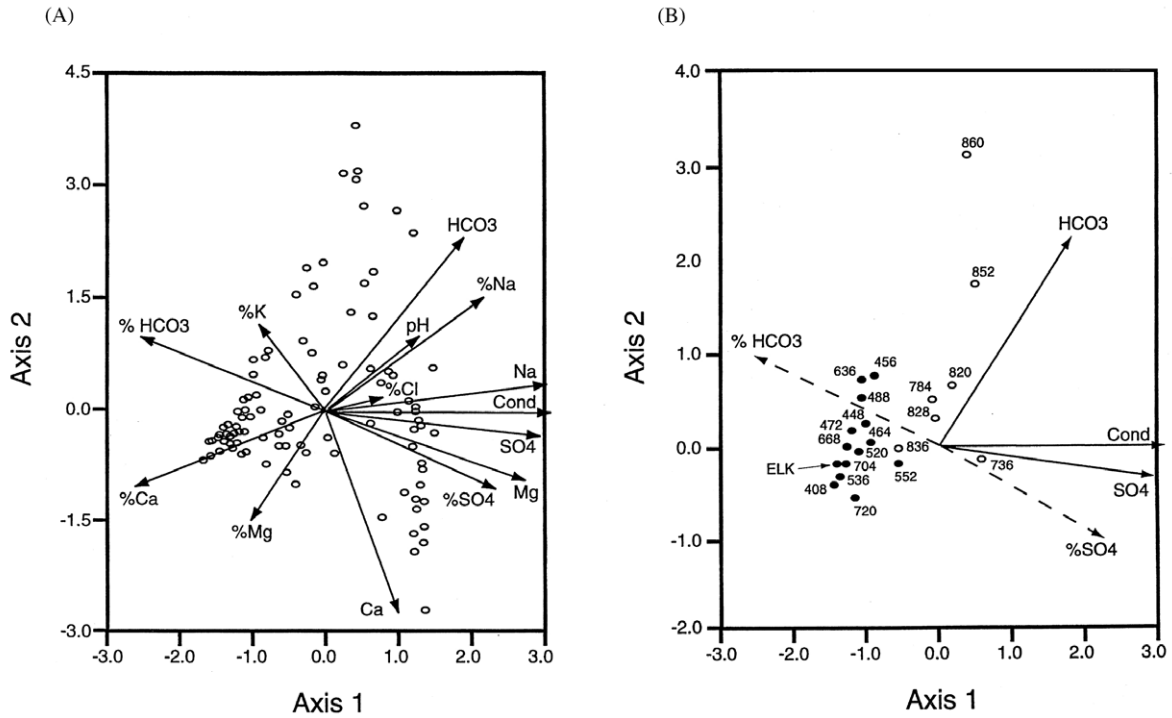 (A)
4.5
3.0
1.5
0.0
-1.5
-3.0
-3.0
-2.0
-1.0
0.0
1.0
2.0
3.0
Axis 2
Axis 1
HCO3
%Na
pH
%K
% HCO3
%Cl
Na
Cond
SO4
Mg
%SO4
%Ca
%Mg
Ca
(B)
4.0
3.0
2.0
1.0
0.0
-1.0
-2.0
-3.0
-2.0
-1.0
0.0
1.0
2.0
3.0
Axis 2
Axis 1
860
HCO3
852
% HCO3
636
456
820
784
488
828
448
472
464
668
836
Cond
520
736
ELK
704
552
SO4
536
408
720
%SO4